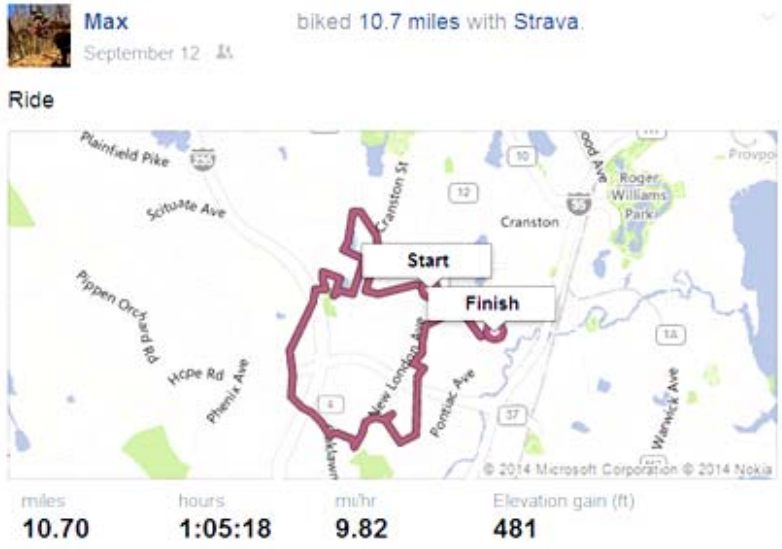 Max biked 10.7 miles with Strava.
September 12
Ride
Plainfield Pike
295
Scituate Ave
Cranston St
10
12
95
Roger
Williams
Park
Cranston
Start
Finish
Pippen Orchard Rd
Hope Rd
Phenix Ave
New London Ave
Pontiac Ave
1A
Warwick Ave
37
© 2014 Microsoft Corporation © 2014 Nokia
miles hours mi/hr Elevation gain (ft)
10.70 1:05:18 9.82 481